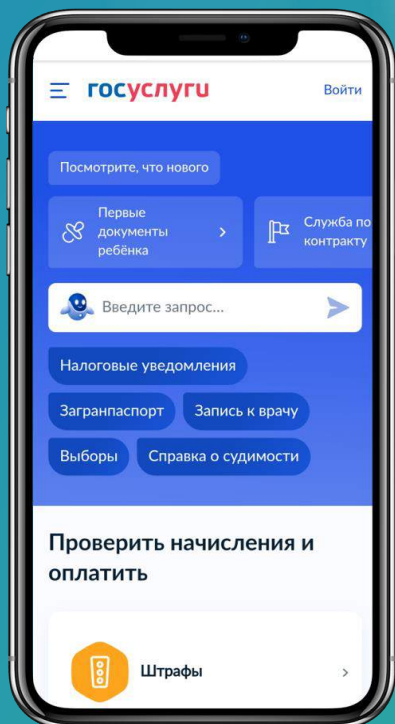 госуслуги
Войти
Посмотрите, что нового
Первые
документы
ребёнка
Служба по
контракту
Введите запрос...
Налоговые уведомления
Загранпаспорт
Запись к врачу
Выборы
Справка о судимости
Проверить начисления и
оплатить
Штрафы